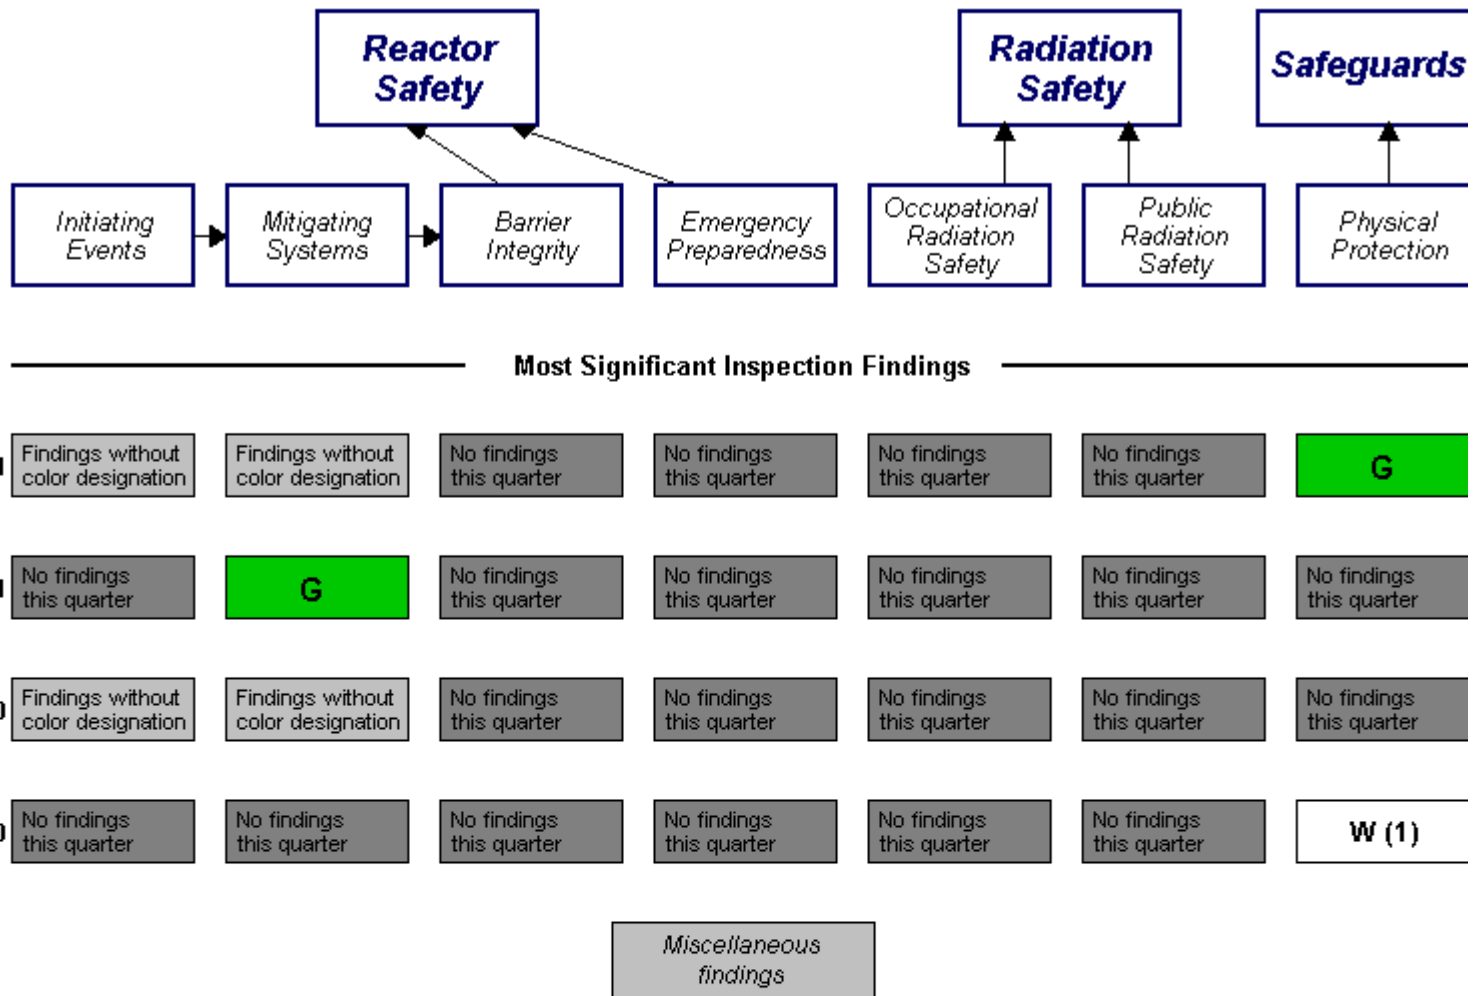 Reactor
Safety
Radiation
Safety
Safeguards
Initiating
Events
Mitigating
Systems
Barrier
Integrity
Emergency
Preparedness
Occupational
Radiation
Safety
Public
Radiation
Safety
Physical
Protection
Most Significant Inspection Findings
Findings without
color designation
Findings without
color designation
No findings
this quarter
No findings
this quarter
No findings
this quarter
No findings
this quarter
G
No findings
this quarter
G
No findings
this quarter
No findings
this quarter
No findings
this quarter
No findings
this quarter
No findings
this quarter
Findings without
color designation
Findings without
color designation
No findings
this quarter
No findings
this quarter
No findings
this quarter
No findings
this quarter
No findings
this quarter
No findings
this quarter
No findings
this quarter
No findings
this quarter
No findings
this quarter
No findings
this quarter
No findings
this quarter
W (1)
Miscellaneous
findings